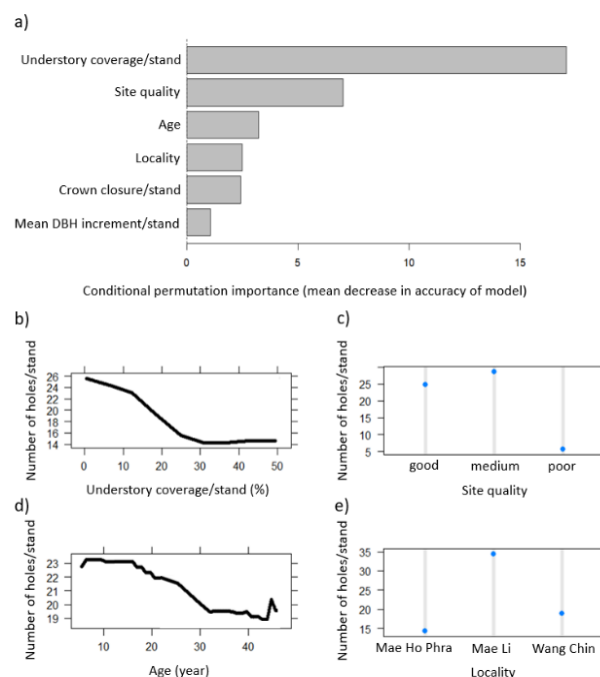 a)
Understory coverage/stand
Site quality
Age
Locality
Crown closure/stand
Mean DBH increment/stand
0 5 10 15
Conditional permutation importance (mean decrease in accuracy of model)
b)
Number of holes/stand
26
24
22
20
18
16
14
0 10 20 30 40 50
Understory coverage/stand (%)
c)
Number of holes/stand
25
20
15
10
5
good medium poor
Site quality
d)
Number of holes/stand
23
22
21
20
19
10 20 30 40
Age (year)
e)
Number of holes/stand
35
30
25
20
15
Mae Ho Phra Mae Li Wang Chin
Locality